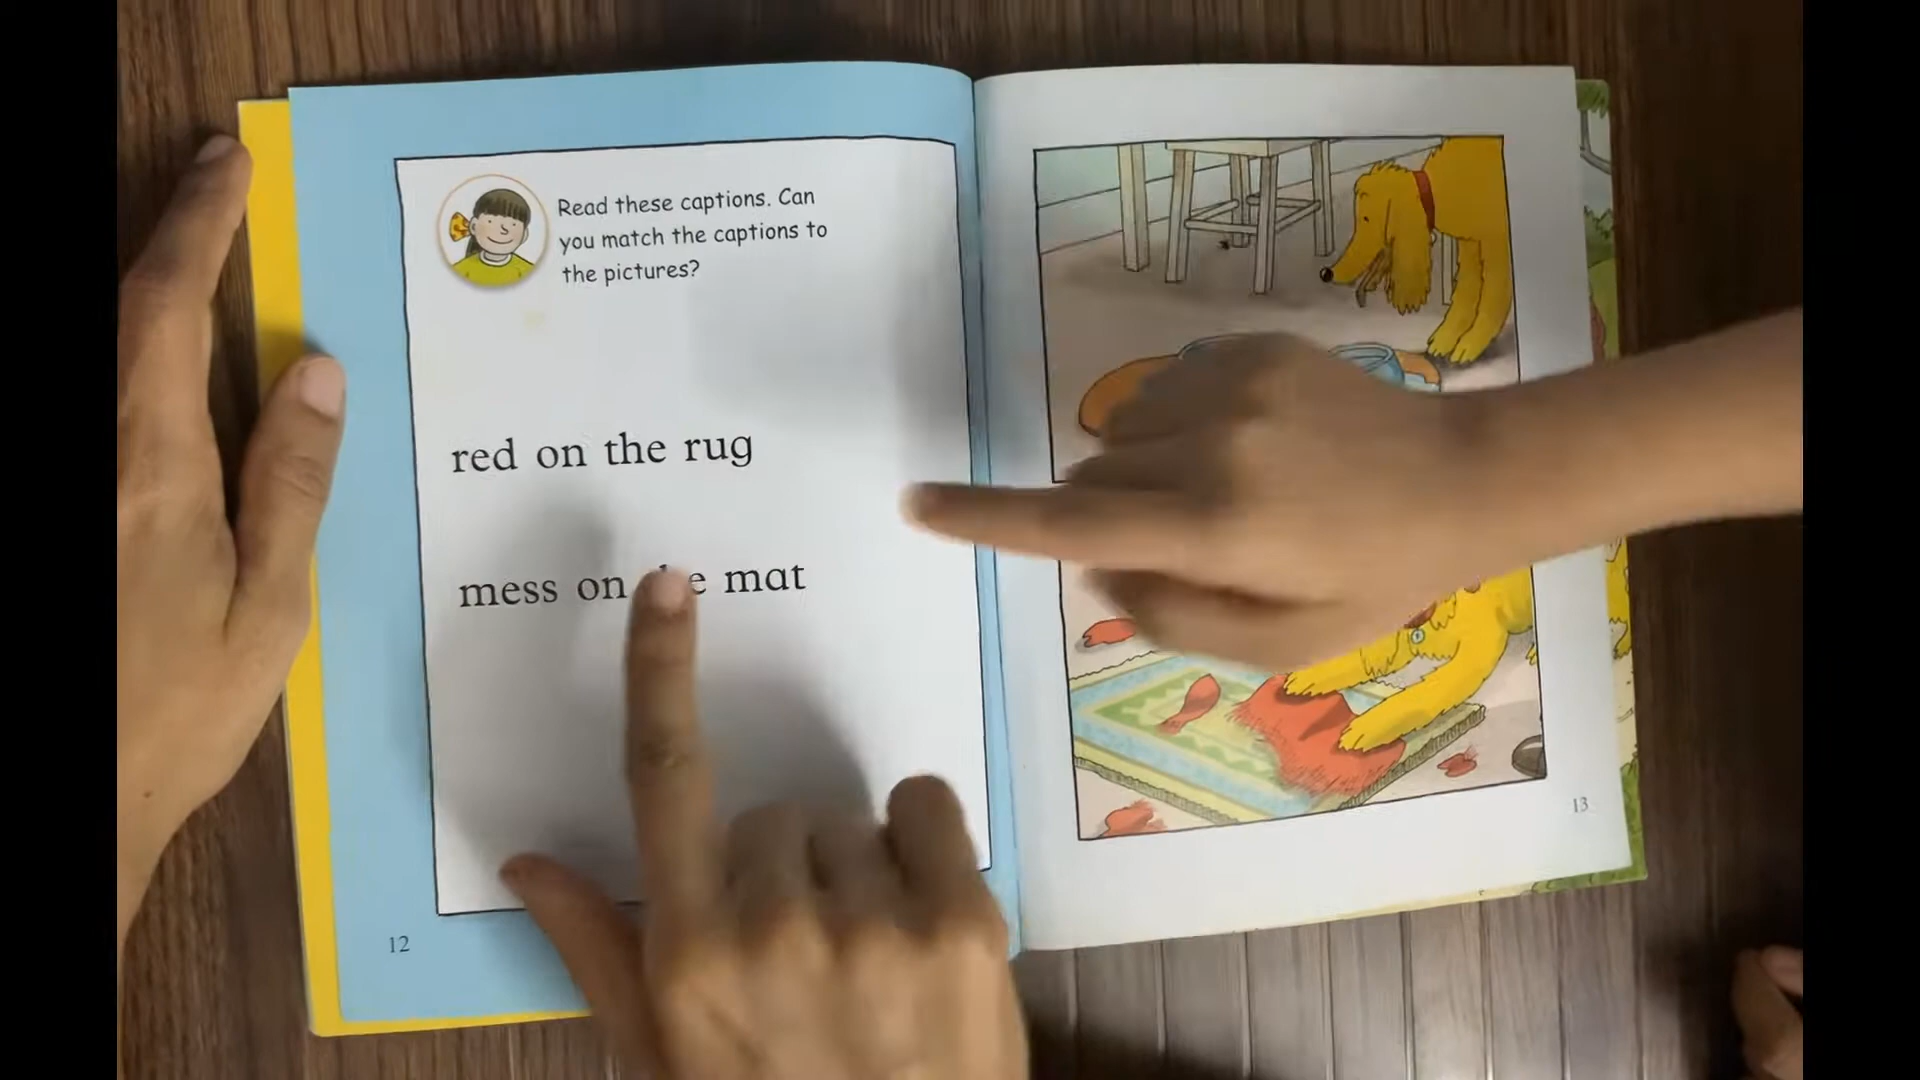 Read these captions. Can
you match the captions to
the pictures?
red on the rug
mess on mat
12
13